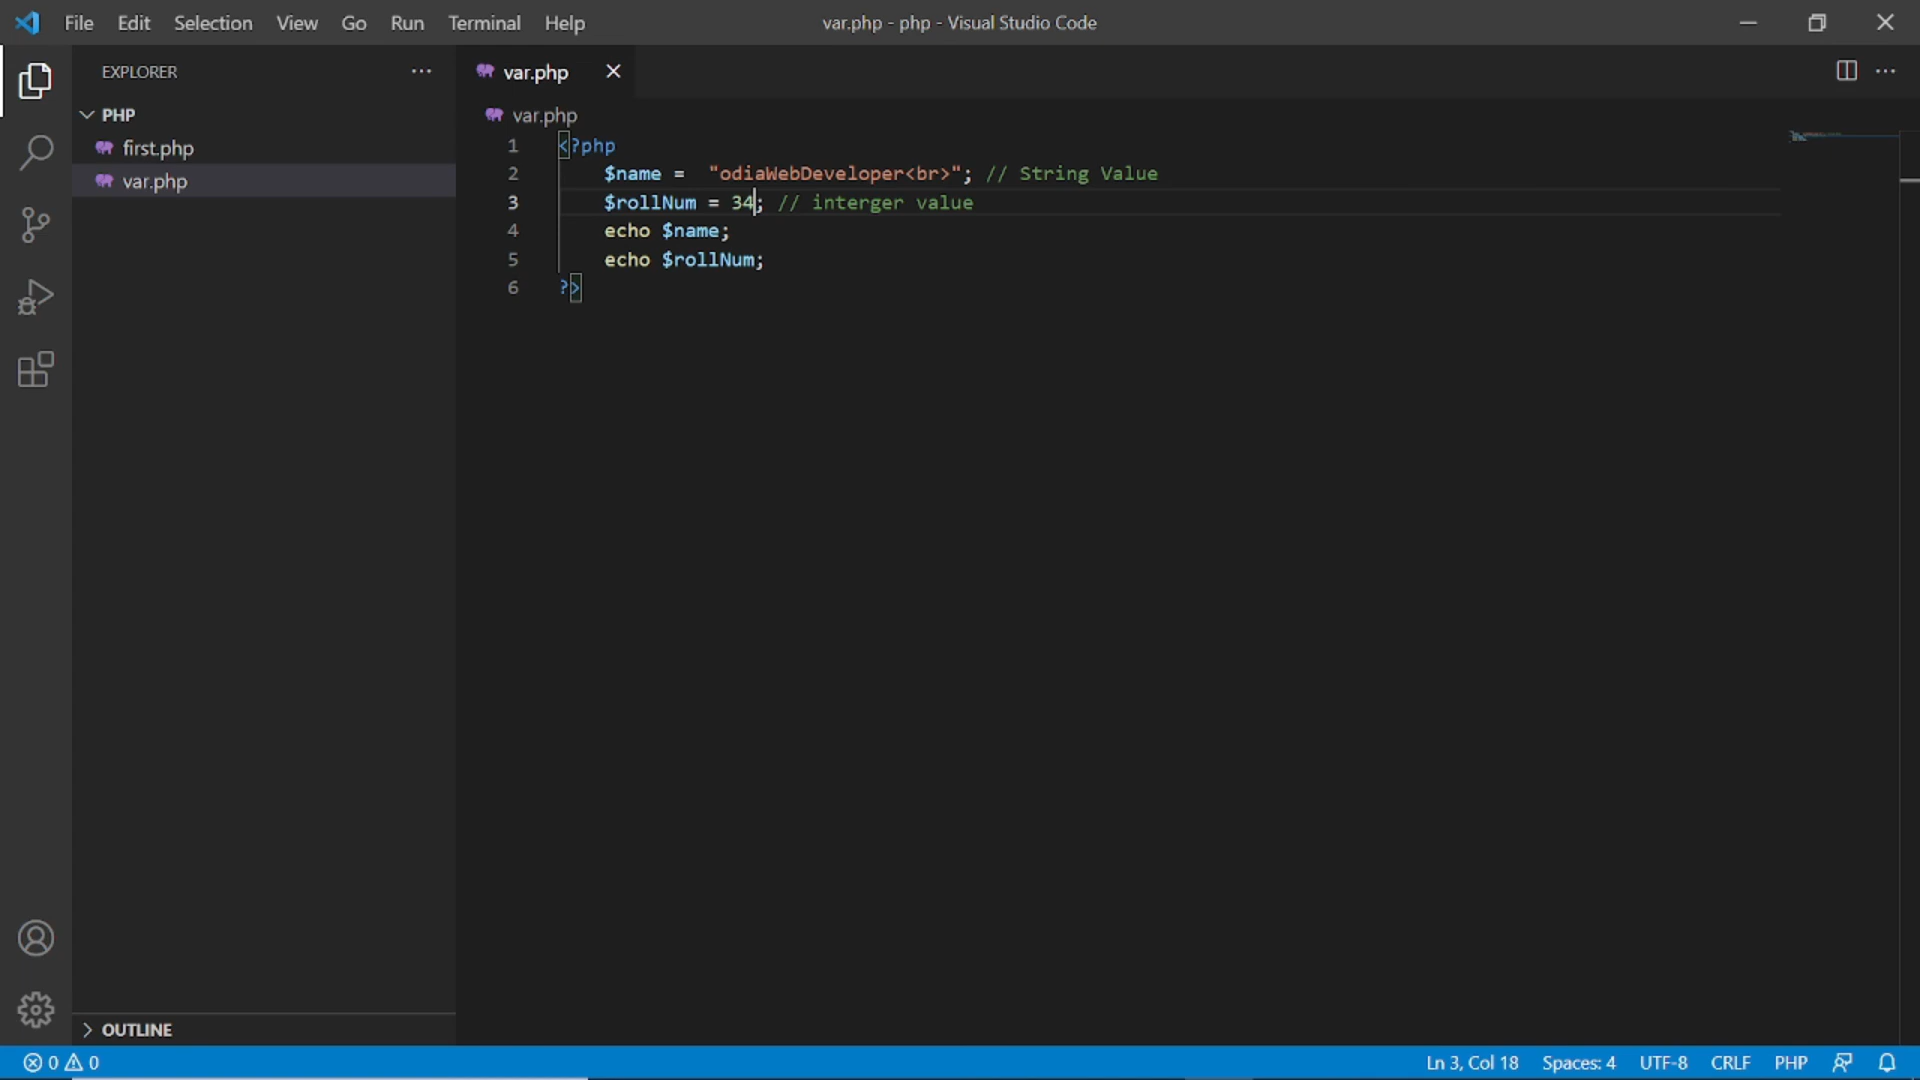 File Edit Selection View Go Run Terminal Help var.php - php - Visual Studio Code
EXPLORER
PHP
first.php
var.php
OUTLINE
var.php
var.php
1 <?php
2 $name =  "odiaWebDeveloper<br>"; // String Value
3 $rollNum = 34; // interger value
4 echo $name;
5 echo $rollNum;
6 ?>
0 0 Ln 3, Col 18 Spaces: 4 UTF-8 CRLF PHP